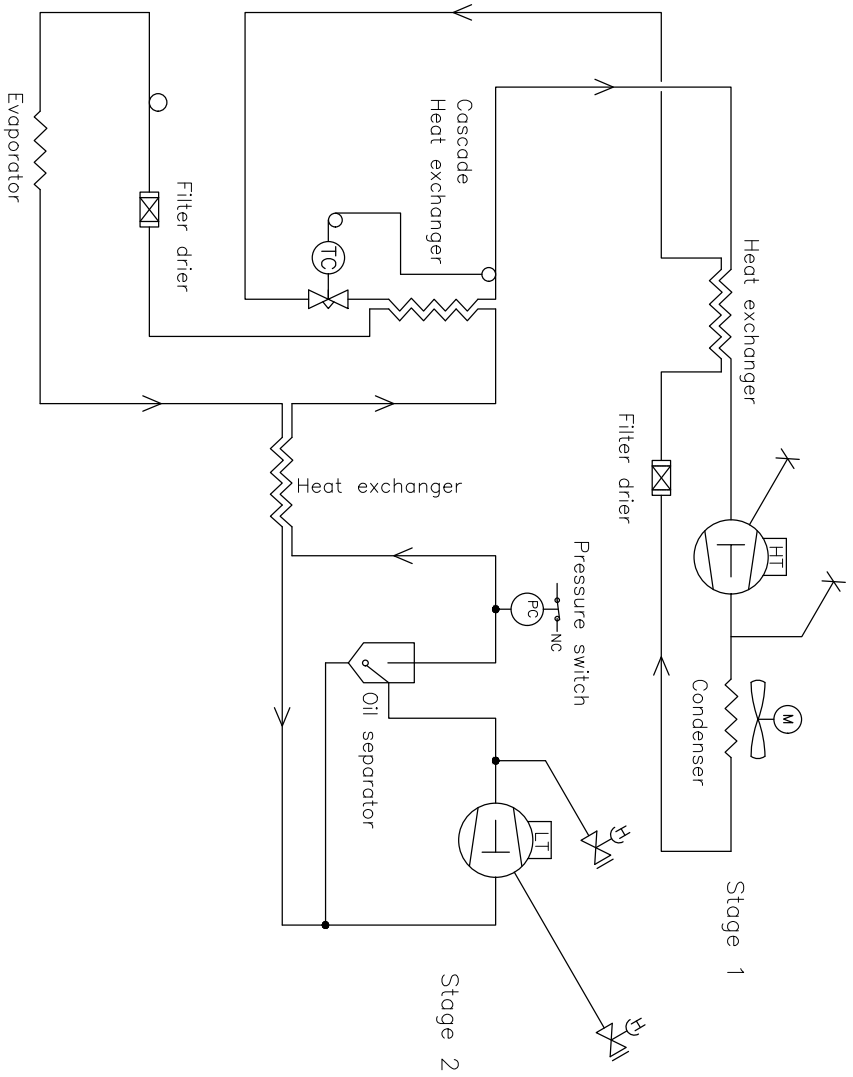 Stage 1
Stage 2
M
Condenser
HT
LT
Pressure switch
NC
PC
Oil separator
Heat exchanger
Filter drier
Heat exchanger
Cascade
Heat exchanger
TC
Filter drier
Evaporator